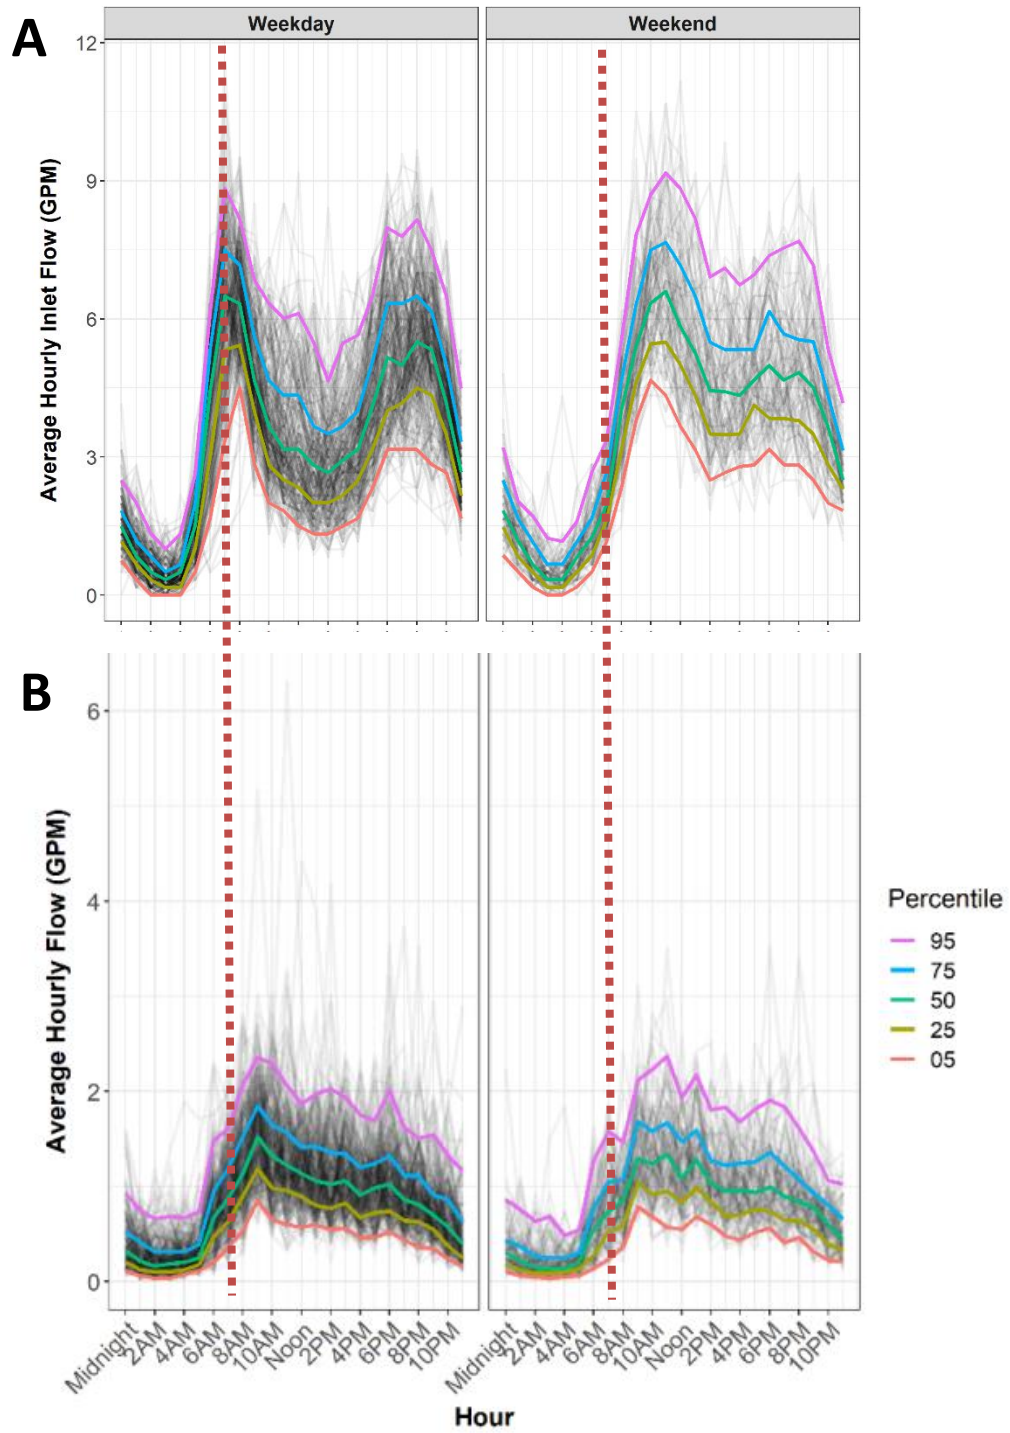 A
Weekday
Weekend
Average Hourly Inlet Flow (GPM)
12
9
6
3
0
B
Average Hourly Flow (GPM)
6
4
2
0
Midnight
2AM
4AM
6AM
8AM
10AM
Noon
2PM
4PM
6PM
8PM
10PM
Midnight
2AM
4AM
6AM
8AM
10AM
Noon
2PM
4PM
6PM
8PM
10PM
Hour
Percentile
95
75
50
25
05